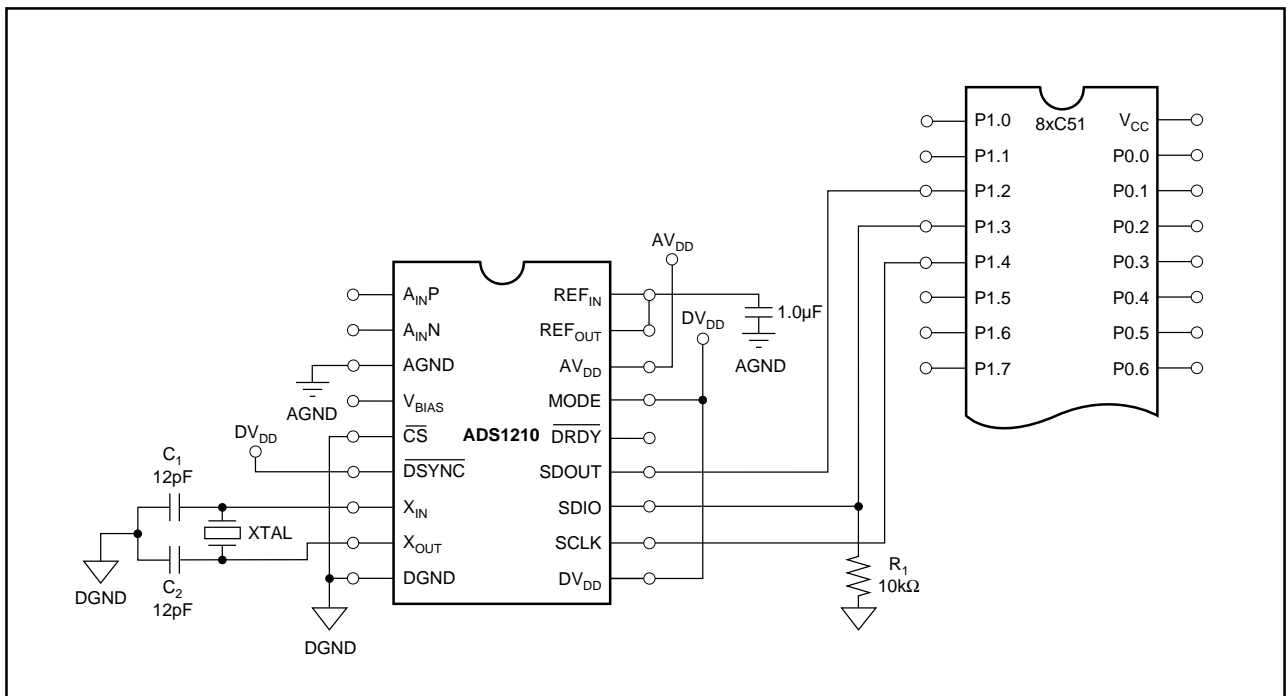 8xC51
P1.0
P1.1
P1.2
P1.3
P1.4
P1.5
P1.6
P1.7
VCC
P0.0
P0.1
P0.2
P0.3
P0.4
P0.5
P0.6
ADS1210
AINP
AINN
AGND
VBIAS
CS
DSYNC
XIN
XOUT
DGND
REFIN
REFOUT
AVDD
MODE
DRDY
SDOUT
SDIO
SCLK
DVDD
AVDD
DVDD
1.0µF
AGND
AGND
DVDD
C1
12pF
XTAL
C2
12pF
DGND
DGND
R1
10kΩ